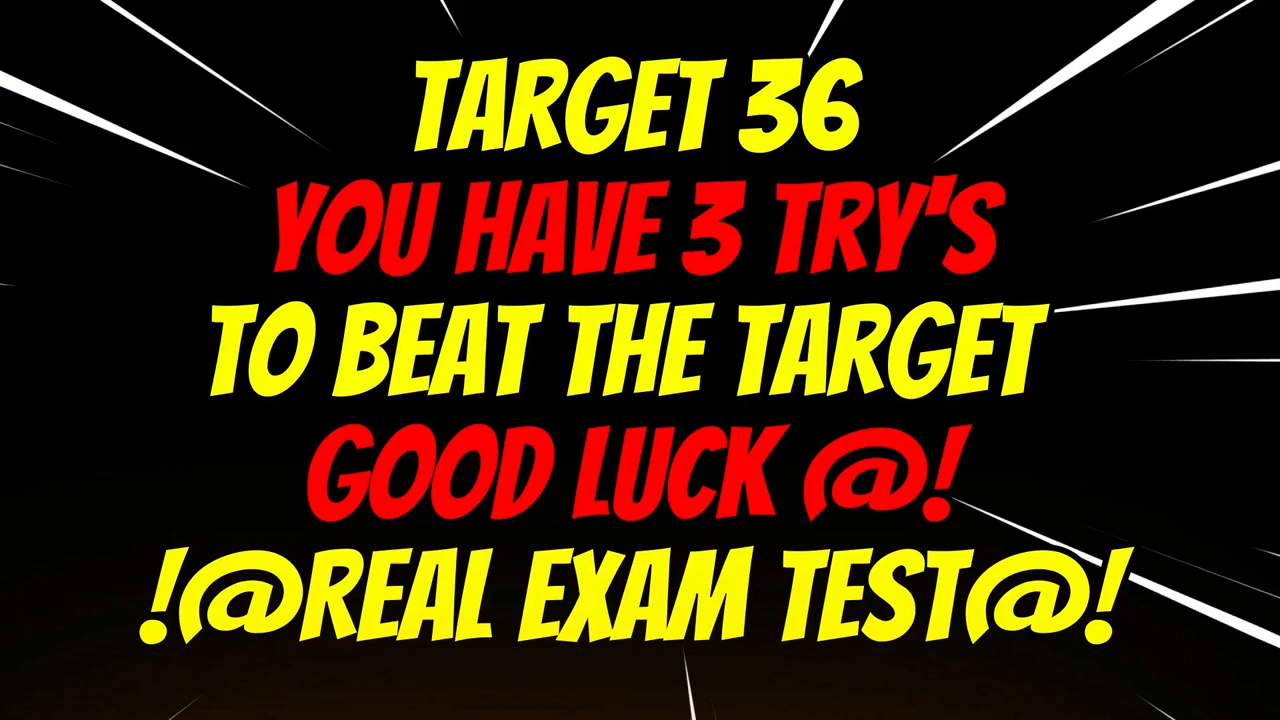 TARGET 36
YOU HAVE 3 TRY'S
TO BEAT THE TARGET
GOOD LUCK @!
!@REAL EXAM TEST@!